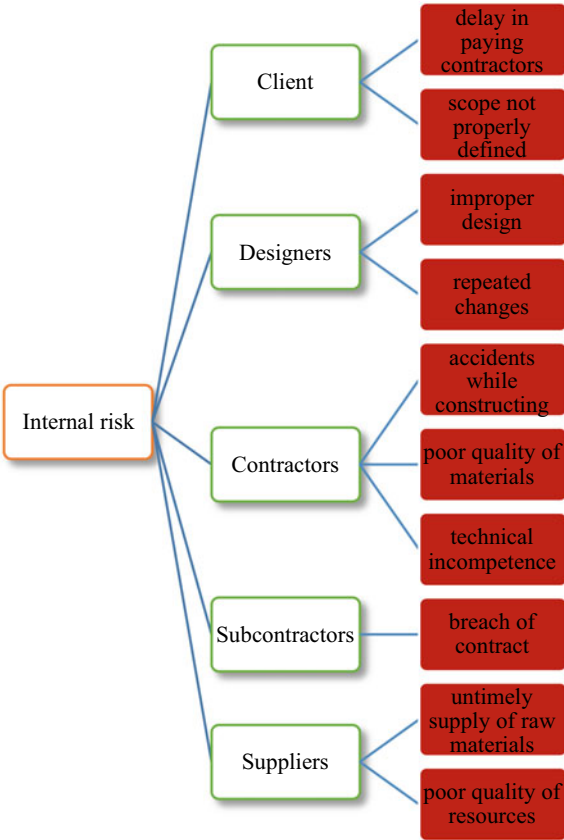 Internal risk
Client
delay in
paying
contractors
scope not
properly
defined
Designers
improper
design
repeated
changes
Contractors
accidents
while
constructing
poor quality of
materials
technical
incompetence
Subcontractors
breach of
contract
Suppliers
untimely
supply of raw
materials
poor quality of
resources